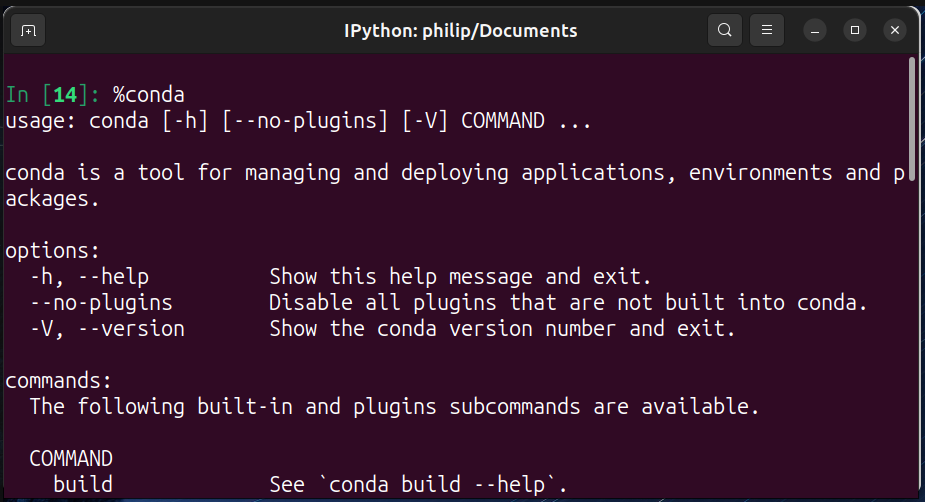 IPython: philip/Documents
In [14]: %conda
usage: conda [-h] [--no-plugins] [-V] COMMAND ...
conda is a tool for managing and deploying applications, environments and p
ackages.
options:
-h, --help Show this help message and exit.
--no-plugins Disable all plugins that are not built into conda.
-V, --version Show the conda version number and exit.
commands:
The following built-in and plugins subcommands are available.
COMMAND
build See `conda build --help`.